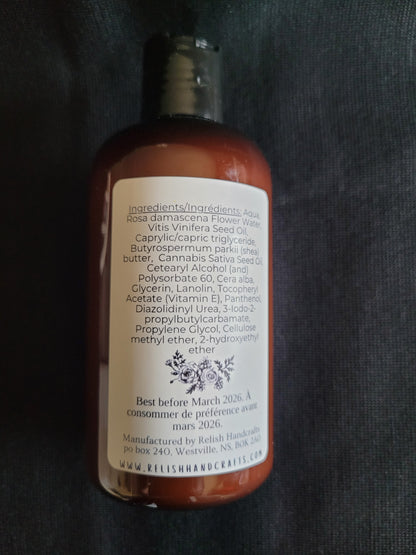 Ingredients/Ingrédients: Aqua,
Rosa damascena Flower Water,
Vitis Vinifera Seed Oil,
Caprylic/capric triglyceride,
Butyrospermum parkii (shea)
butter, Cannabis Sativa Seed Oil,
Cetearyl Alcohol (and)
Polysorbate 60, Cera alba,
Glycerin, Lanolin, Tocopheryl
Acetate (Vitamin E), Panthenol,
Diazolidinyl Urea, 3-Iodo-2-
propylbutylcarbamate,
Propylene Glycol, Cellulose
methyl ether, 2-hydroxyethyl
ether
Best before March 2026. À
consommer de préférence avant
mars 2026.
Manufactured by Relish Handcrafts
po box 240, Westville, NS, B0K 2A0
WWW.RELISHHANDCRAFTS.COM